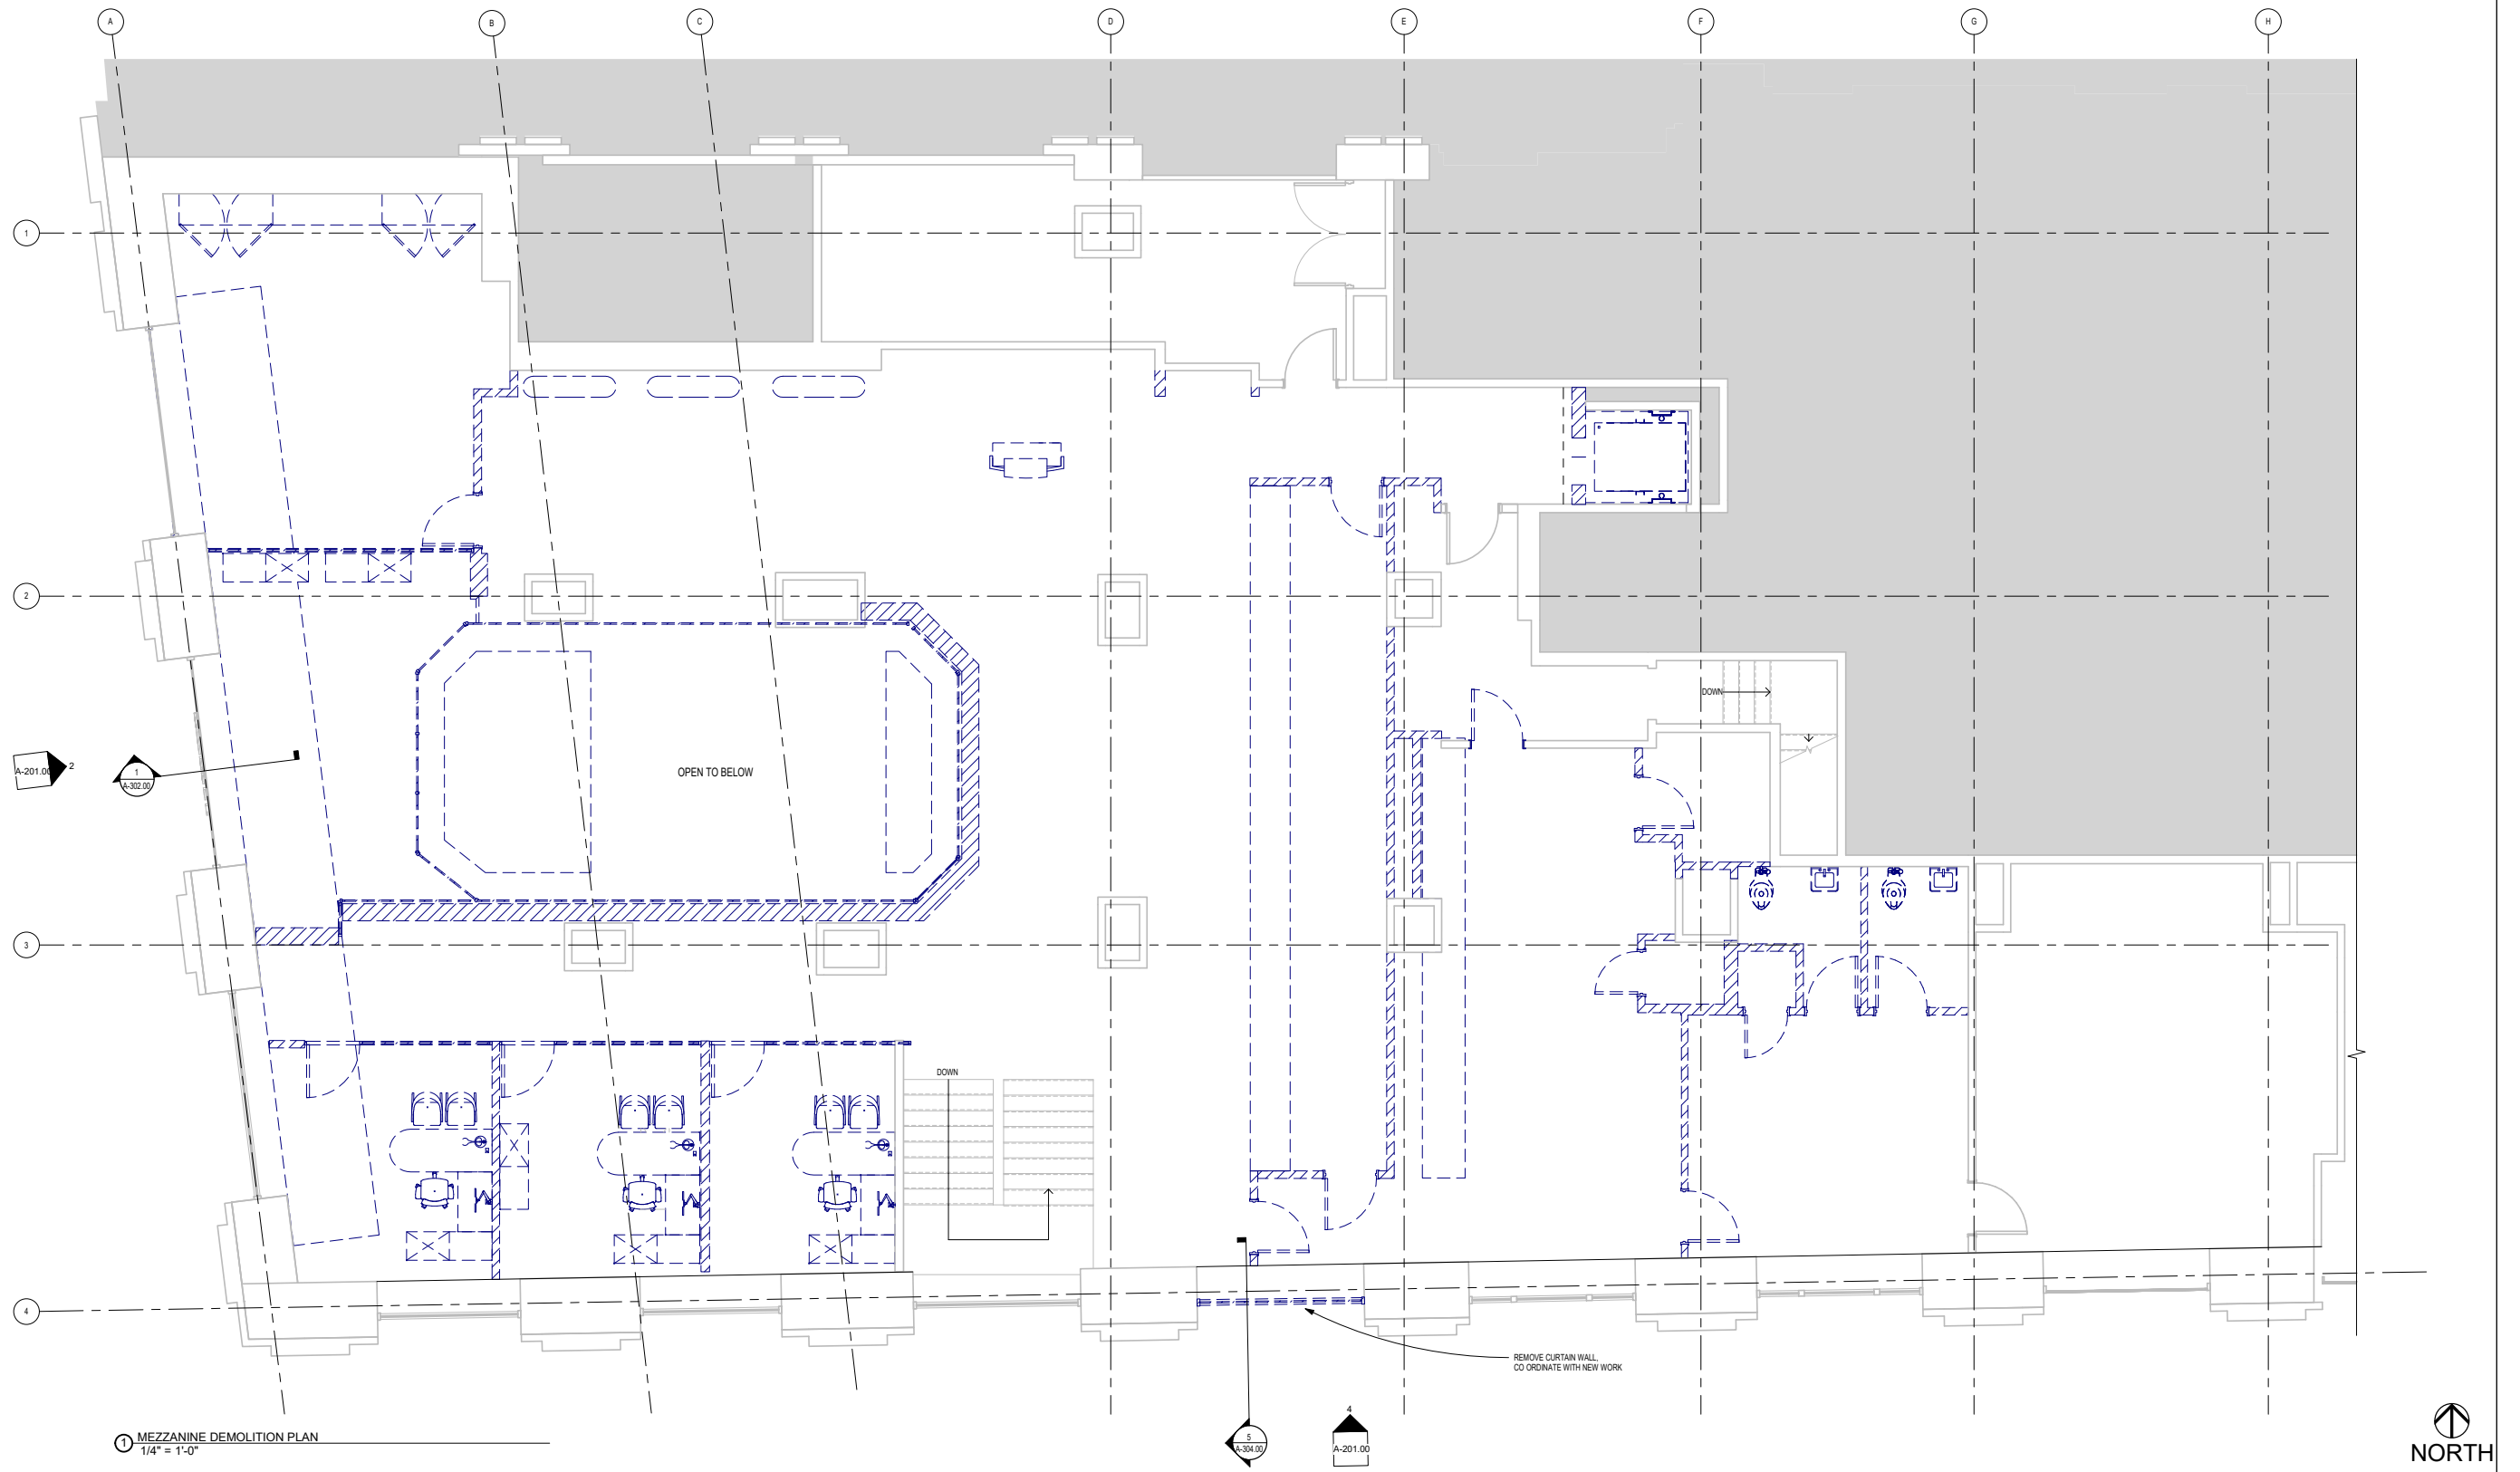 A
B
C
D
E
F
G
H
1
2
DOWN
A-201.00
2
1
A-302.00
OPEN TO BELOW
3
DOWN
4
REMOVE CURTAIN WALL,
CO ORDINATE WITH NEW WORK
1 MEZZANINE DEMOLITION PLAN
1/4" = 1'-0"
5
A-304.00
4
A-201.00
NORTH